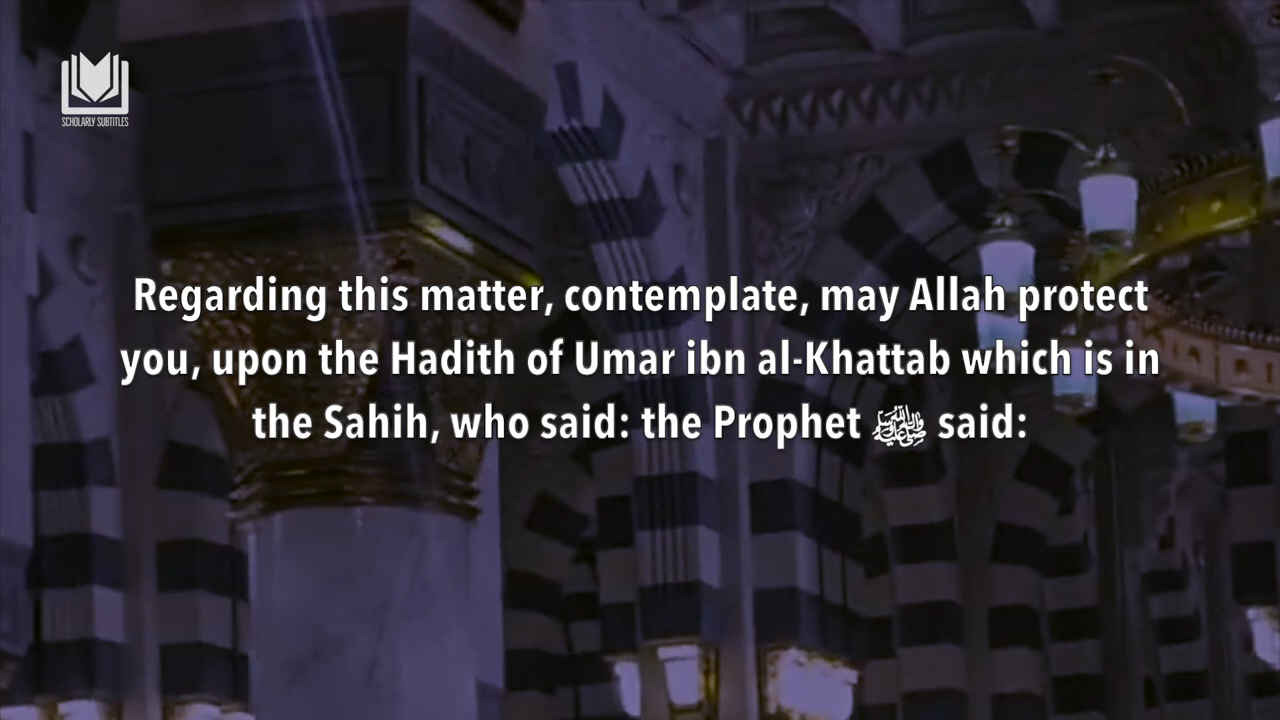 SCHOLARLY SUBTITLES
Regarding this matter, contemplate, may Allah protect
you, upon the Hadith of Umar ibn al-Khattab which is in
the Sahih, who said: the Prophet ﷺ said: